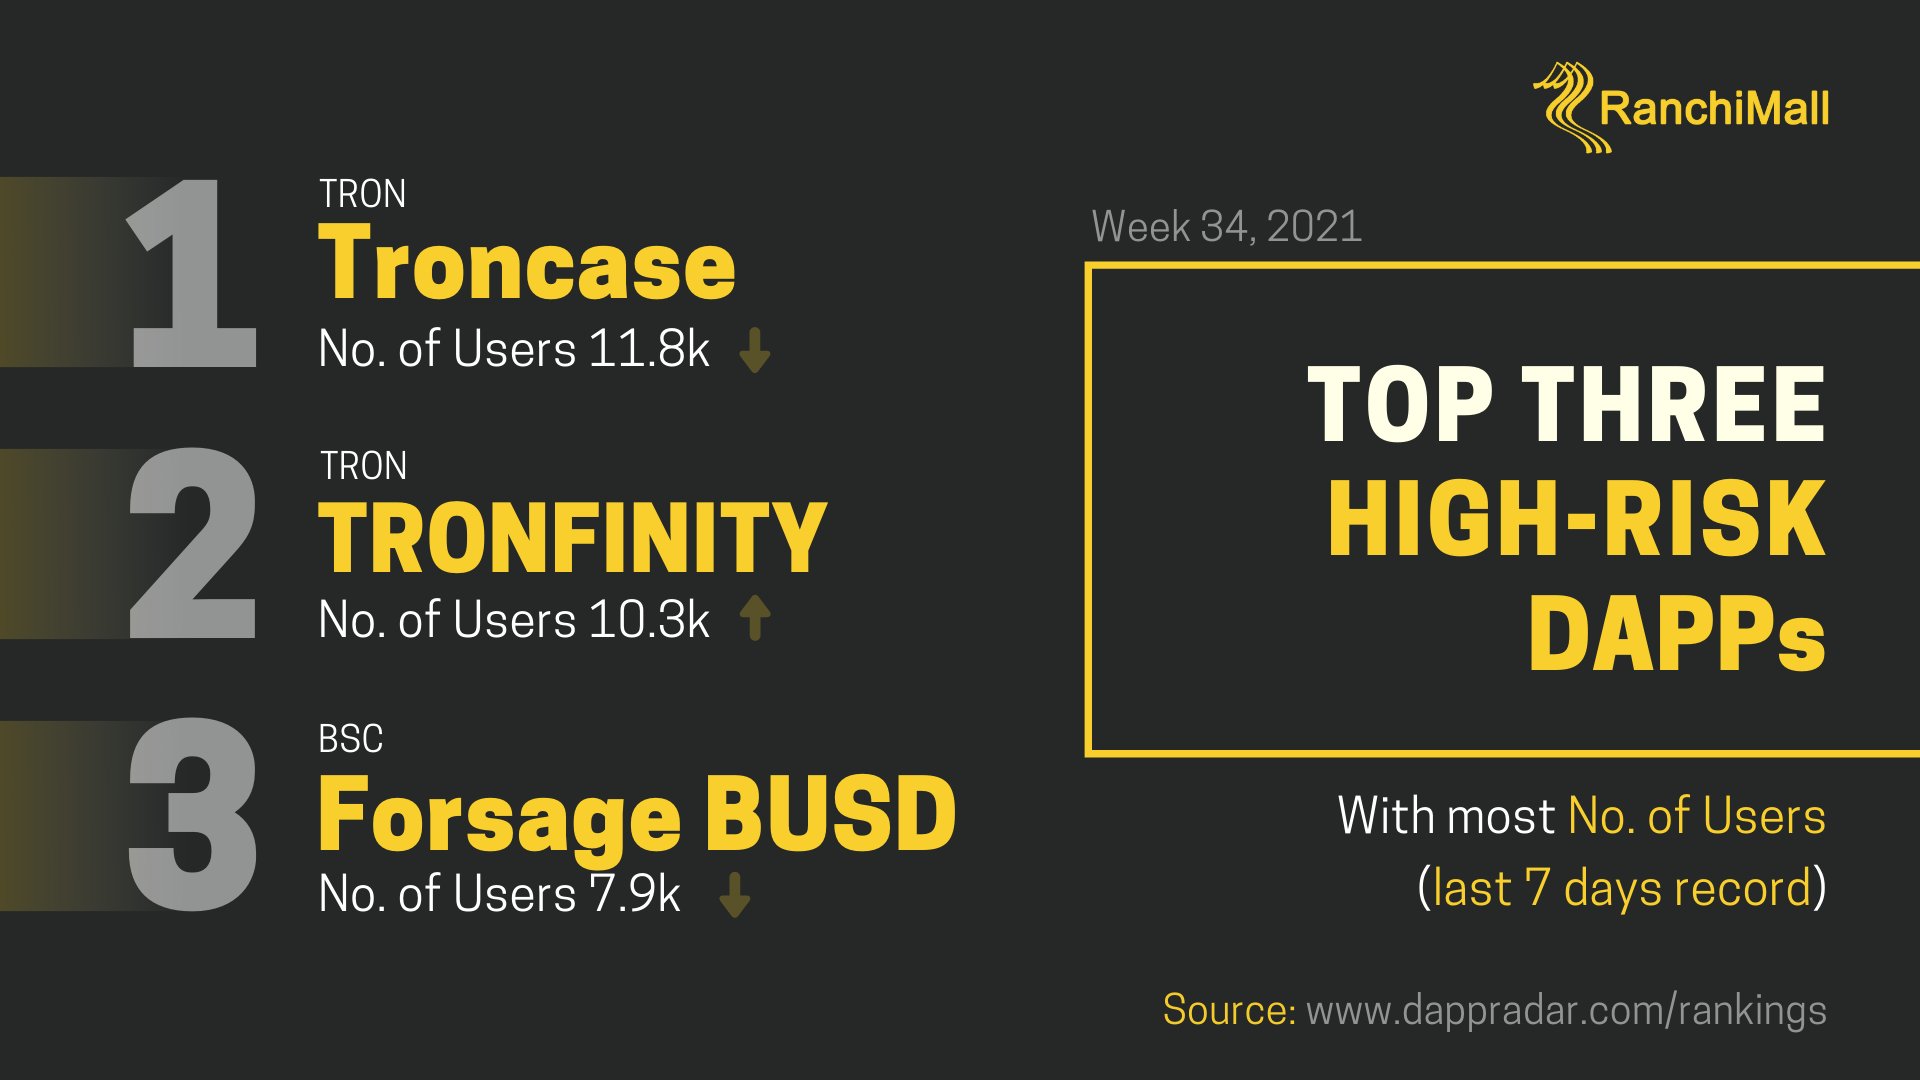 RanchiMall
1
TRON
Troncase
No. of Users 11.8k
2
TRON
TRONFINITY
No. of Users 10.3k
3
BSC
Forsage BUSD
No. of Users 7.9k
Week 34, 2021
TOP THREE
HIGH-RISK
DAPPs
With most No. of Users
(last 7 days record)
Source: www.dappradar.com/rankings